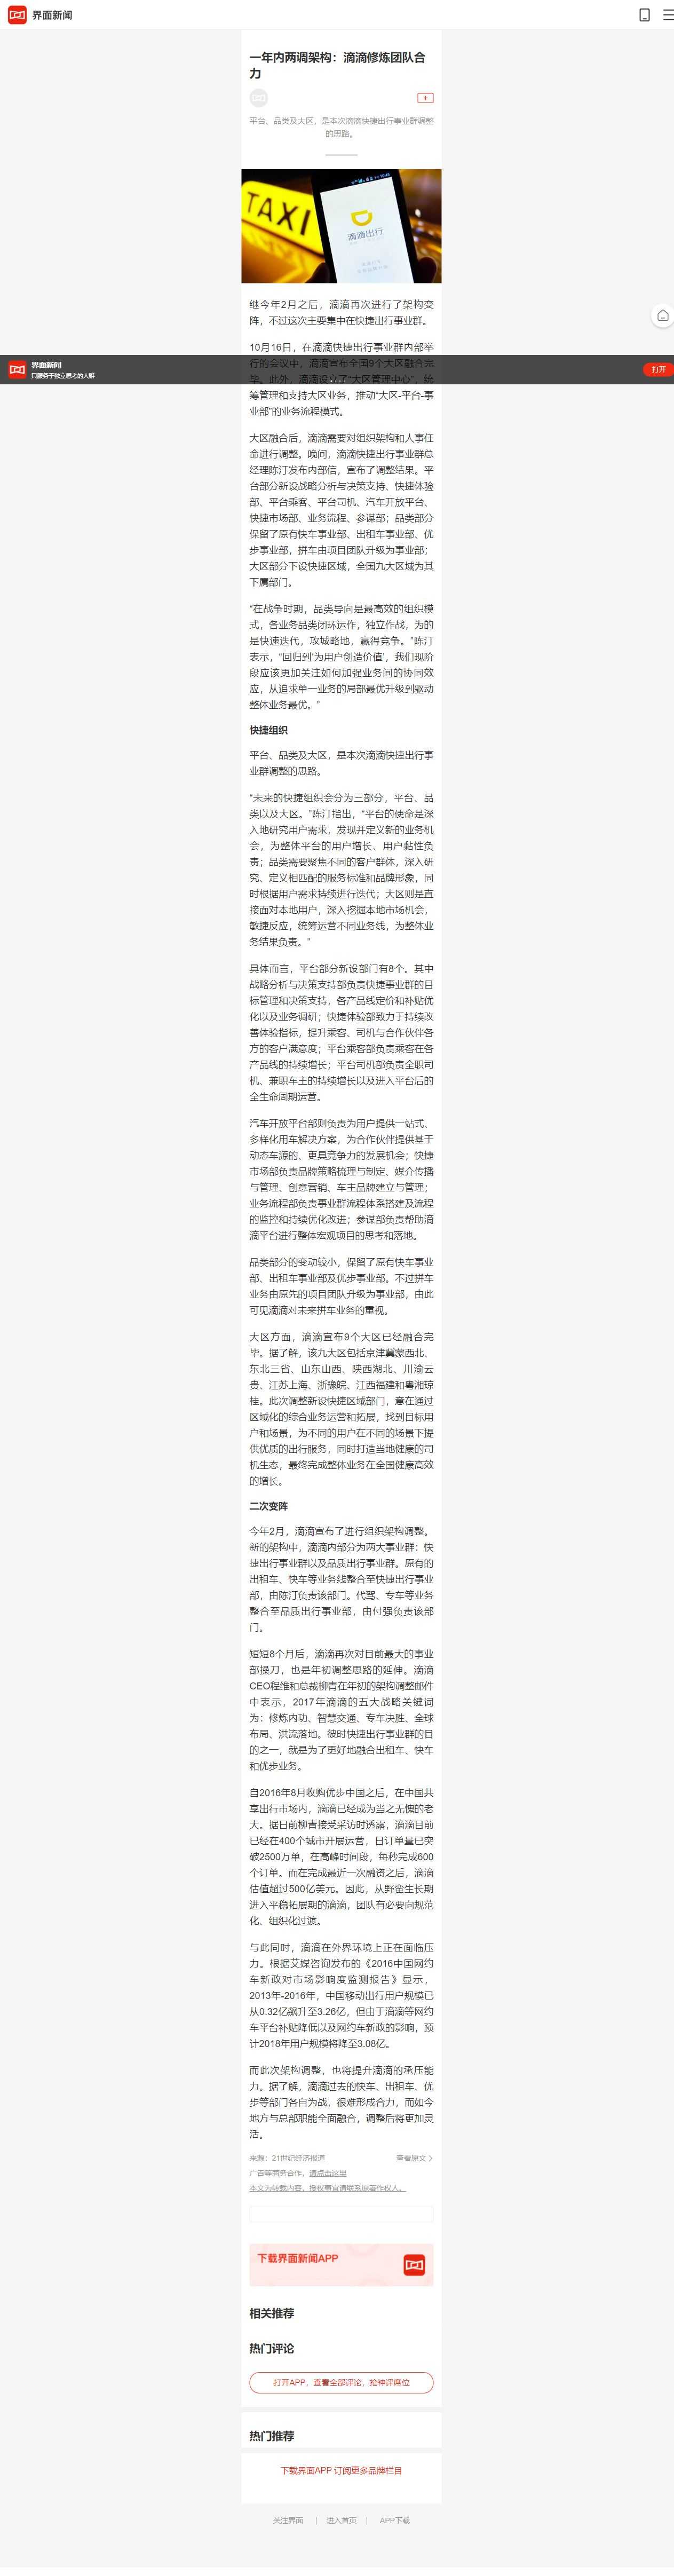 界面新闻
一年内两调架构：滴滴修炼团队合
力
+
平台、品类及大区，是本次滴滴快捷出行事业群调整
的思路。
TAXI
滴滴出行
继今年2月之后，滴滴再次进行了架构变
阵，不过这次主要集中在快捷出行事业群。
10月16日，在滴滴快捷出行事业群内部举
界面新闻
只服务于独立思考的人群
打开
行的会议中，滴滴宣布全国9个大区融合完
毕。此外，滴滴设立了“大区管理中心”，统
筹管理和支持大区业务，推动“大区-平台-事
业部”的业务流程模式。
大区融合后，滴滴需要对组织架构和人事任
命进行调整。晚间，滴滴快捷出行事业群总
经理陈汀发布内部信，宣布了调整结果。平
台部分新设战略分析与决策支持、快捷体验
部、平台乘客、平台司机、汽车开放平台、
快捷市场部、业务流程、参谋部；品类部分
保留了原有快车事业部、出租车事业部、优
步事业部，拼车由项目团队升级为事业部；
大区部分下设快捷区域，全国九大区域为其
下属部门。
“在战争时期，品类导向是最高效的组织模
式，各业务品类闭环运作，独立作战，为的
是快速迭代，攻城略地，赢得竞争。”陈汀
表示，“回归到‘为用户创造价值’，我们现阶
段应该更加关注如何加强业务间的协同效
应，从追求单一业务的局部最优升级到驱动
整体业务最优。”
快捷组织
平台、品类及大区，是本次滴滴快捷出行事
业群调整的思路。
“未来的快捷组织会分为三部分，平台、品
类以及大区。”陈汀指出，“平台的使命是深
入地研究用户需求，发现并定义新的业务机
会，为整体平台的用户增长、用户黏性负
责；品类需要聚焦不同的客户群体，深入研
究、定义相匹配的服务标准和品牌形象，同
时根据用户需求持续进行迭代；大区则是直
接面对本地用户，深入挖掘本地市场机会，
敏捷反应，统筹运营不同业务线，为整体业
务结果负责。”
具体而言，平台部分新设部门有8个。其中
战略分析与决策支持部负责快捷事业群的目
标管理和决策支持，各产品线定价和补贴优
化以及业务调研；快捷体验部致力于持续改
善体验指标，提升乘客、司机与合作伙伴各
方的客户满意度；平台乘客部负责乘客在各
产品线的持续增长；平台司机部负责全职司
机、兼职车主的持续增长以及进入平台后的
全生命周期运营。
汽车开放平台部则负责为用户提供一站式、
多样化用车解决方案，为合作伙伴提供基于
动态车源的、更具竞争力的发展机会；快捷
市场部负责品牌策略梳理与制定、媒介传播
与管理、创意营销、车主品牌建立与管理；
业务流程部负责事业群流程体系搭建及流程
的监控和持续优化改进；参谋部负责帮助滴
滴平台进行整体宏观项目的思考和落地。
品类部分的变动较小，保留了原有快车事业
部、出租车事业部及优步事业部。不过拼车
业务由原先的项目团队升级为事业部，由此
可见滴滴对未来拼车业务的重视。
大区方面，滴滴宣布9个大区已经融合完
毕。据了解，该九大区包括京津冀蒙西北、
东北三省、山东山西、陕西湖北、川渝云
贵、江苏上海、浙豫皖、江西福建和粤湘琼
桂。此次调整新设快捷区域部门，意在通过
区域化的综合业务运营和拓展，找到目标用
户和场景，为不同的用户在不同的场景下提
供优质的出行服务，同时打造当地健康的司
机生态，最终完成整体业务在全国健康高效
的增长。
二次变阵
今年2月，滴滴宣布了进行组织架构调整。
新的架构中，滴滴内部分为两大事业群：快
捷出行事业群以及品质出行事业群。原有的
出租车、快车等业务线整合至快捷出行事业
部，由陈汀负责该部门。代驾、专车等业务
整合至品质出行事业部，由付强负责该部
门。
短短8个月后，滴滴再次对目前最大的事业
部操刀，也是年初调整思路的延伸。滴滴
CEO程维和总裁柳青在年初的架构调整邮件
中表示，2017年滴滴的五大战略关键词
为：修炼内功、智慧交通、专车决胜、全球
布局、洪流落地。彼时快捷出行事业群的目
的之一，就是为了更好地融合出租车、快车
和优步业务。
自2016年8月收购优步中国之后，在中国共
享出行市场内，滴滴已经成为当之无愧的老
大。据日前柳青接受采访时透露，滴滴目前
已经在400个城市开展运营，日订单量已突
破2500万单，在高峰时间段，每秒完成600
个订单。而在完成最近一次融资之后，滴滴
估值超过500亿美元。因此，从野蛮生长期
进入平稳拓展期的滴滴，团队有必要向规范
化、组织化过渡。
与此同时，滴滴在外界环境上正在面临压
力。根据艾媒咨询发布的《2016中国网约
车新政对市场影响度监测报告》显示，
2013年-2016年，中国移动出行用户规模已
从0.32亿飙升至3.26亿，但由于滴滴等网约
车平台补贴降低以及网约车新政的影响，预
计2018年用户规模将降至3.08亿。
而此次架构调整，也将提升滴滴的承压能
力。据了解，滴滴过去的快车、出租车、优
步等部门各自为战，很难形成合力，而如今
地方与总部职能全面融合，调整后将更加灵
活。
来源：21世纪经济报道 查看原文
广告等商务合作，请点击这里
本文为转载内容，授权事宜请联系原著作权人。
下载界面新闻APP
相关推荐
热门评论
打开APP，查看全部评论，抢神评席位
热门推荐
下载界面APP 订阅更多品牌栏目
关注界面 | 进入首页 | APP下载